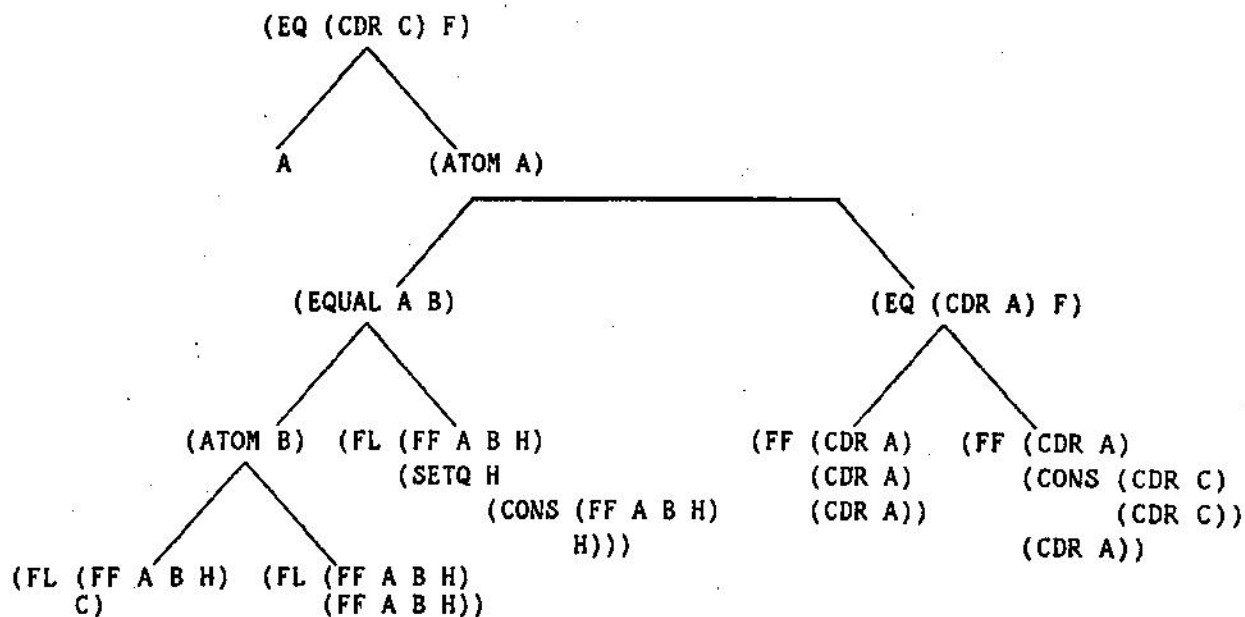 (EQ (CDR C) F)
A (ATOM A)
(EQUAL A B) (EQ (CDR A) F)
(ATOM B) (FL (FF A B H) (FF (CDR A) (FF (CDR A)
(SETQ H (CDR A) (CONS (CDR C)
(CONS (FF A B H) (CDR A)) (CDR C))
H))) (CDR A))
(FL (FF A B H) (FL (FF A B H)
C) (FF A B H))